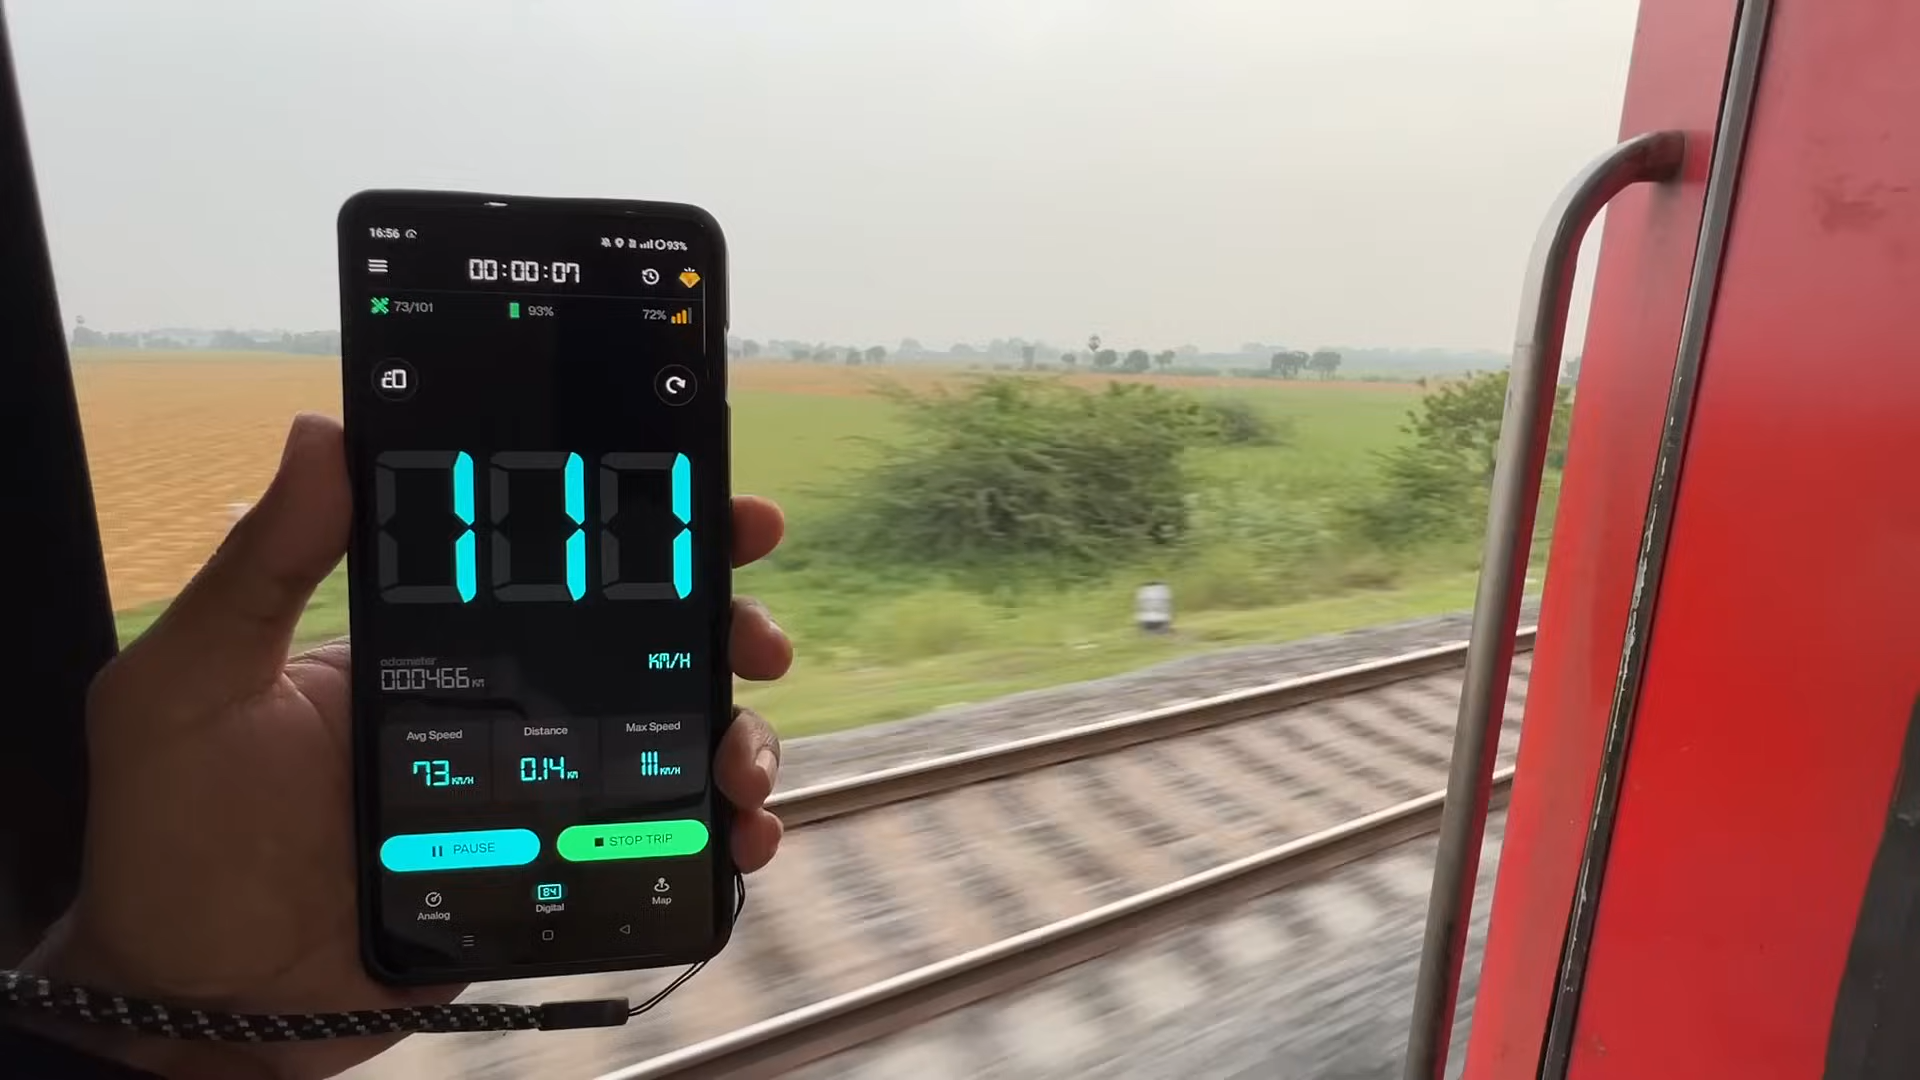 16:56 93%
00:00:07
73/101 93% 72%
111
KM/H
odometer
000466 KM
Avg Speed Distance Max Speed
73 KM/H 0.14 KM 111 KM/H
PAUSE STOP TRIP
84
Analog Digital Map